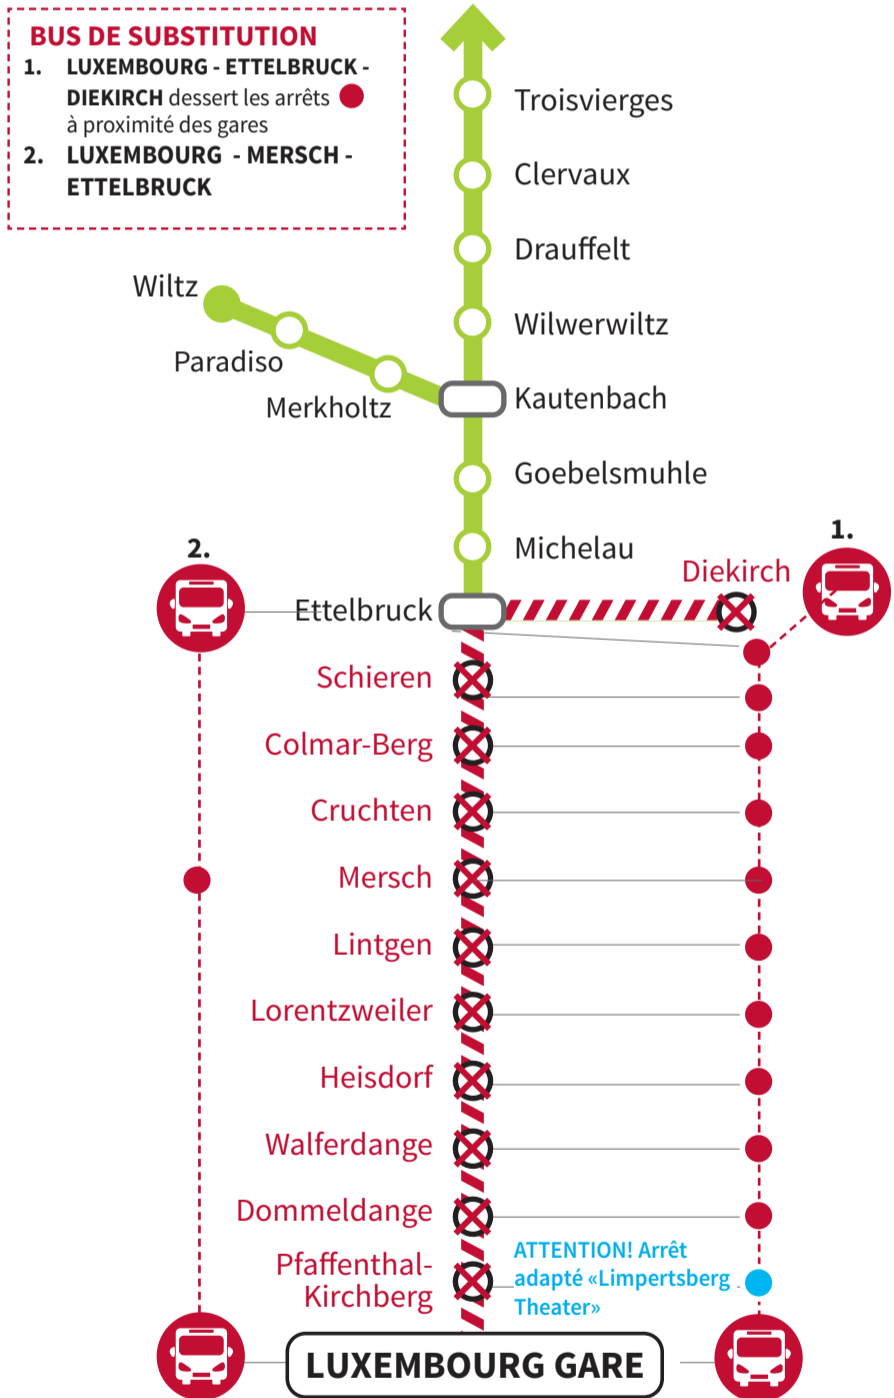 BUS DE SUBSTITUTION
1. LUXEMBOURG - ETTELBRUCK -
DIEKIRCH dessert les arrêts
à proximité des gares
2. LUXEMBOURG - MERSCH -
ETTELBRUCK
Troisvierges
Clervaux
Drauffelt
Wiltz
Wilwerwiltz
Paradiso
Merkholtz
Kautenbach
Goebelsmuhle
Michelau
1.
2.
Diekirch
Ettelbruck
Schieren
Colmar-Berg
Cruchten
Mersch
Lintgen
Lorentzweiler
Heisdorf
Walferdange
Dommeldange
Pfaffenthal-
Kirchberg
ATTENTION! Arrêt
adapté «Limpertsberg
Theater»
LUXEMBOURG GARE